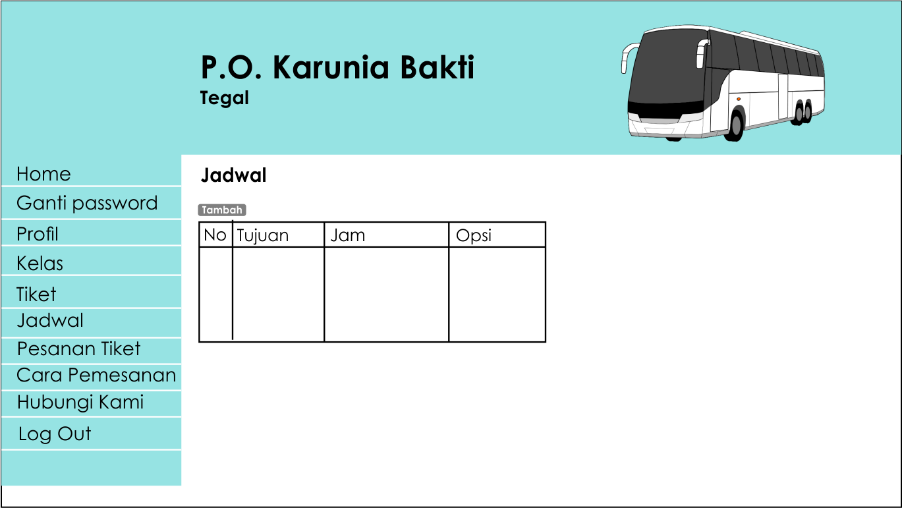 P.O. Karunia Bakti
Tegal
Home
Ganti password
Profil
Kelas
Tiket
Jadwal
Pesanan Tiket
Cara Pemesanan
Hubungi Kami
Log Out
Jadwal
Tambah
No Tujuan Jam Opsi